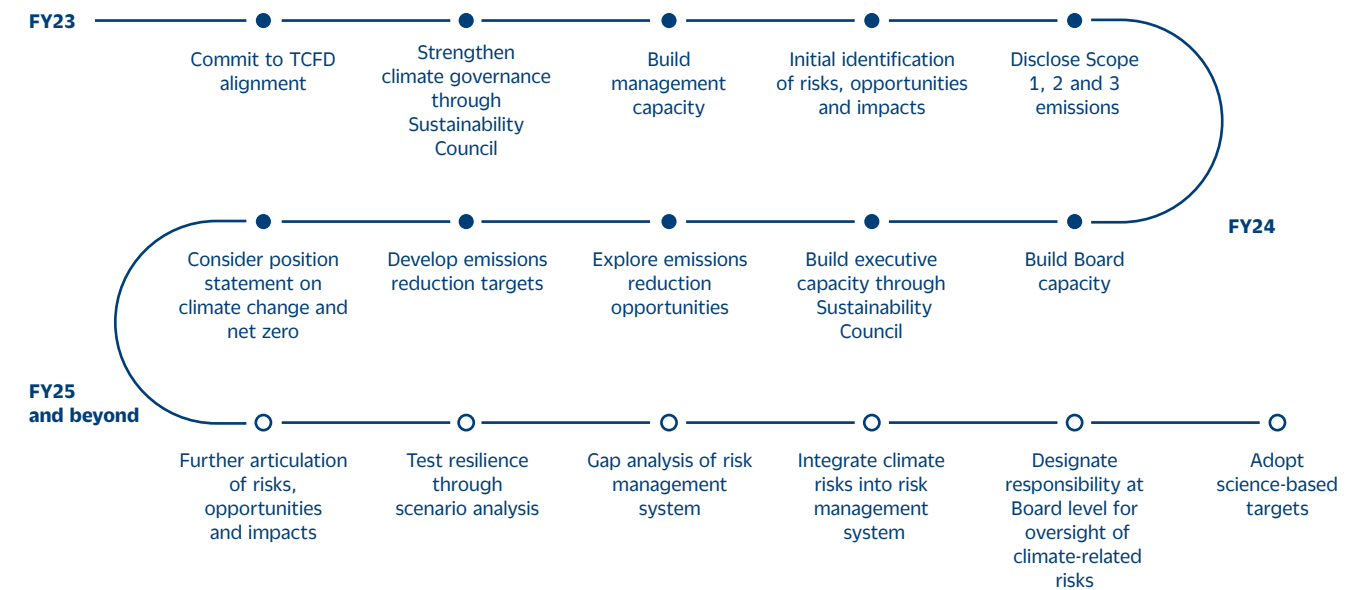 FY23
Commit to TCFD
alignment
Strengthen
climate governance
through
Sustainability
Council
Build
management
capacity
Initial identification
of risks, opportunities
and impacts
Disclose Scope
1, 2 and 3
emissions
FY24
Build Board
capacity
Build executive
capacity through
Sustainability
Council
Explore emissions
reduction
opportunities
Develop emissions
reduction targets
Consider position
statement on
climate change and
net zero
FY25
and beyond
Further articulation
of risks,
opportunities
and impacts
Test resilience
through
scenario analysis
Gap analysis of risk
management
system
Integrate climate
risks into risk
management
system
Designate
responsibility at
Board level for
oversight of
climate-related
risks
Adopt
science-based
targets